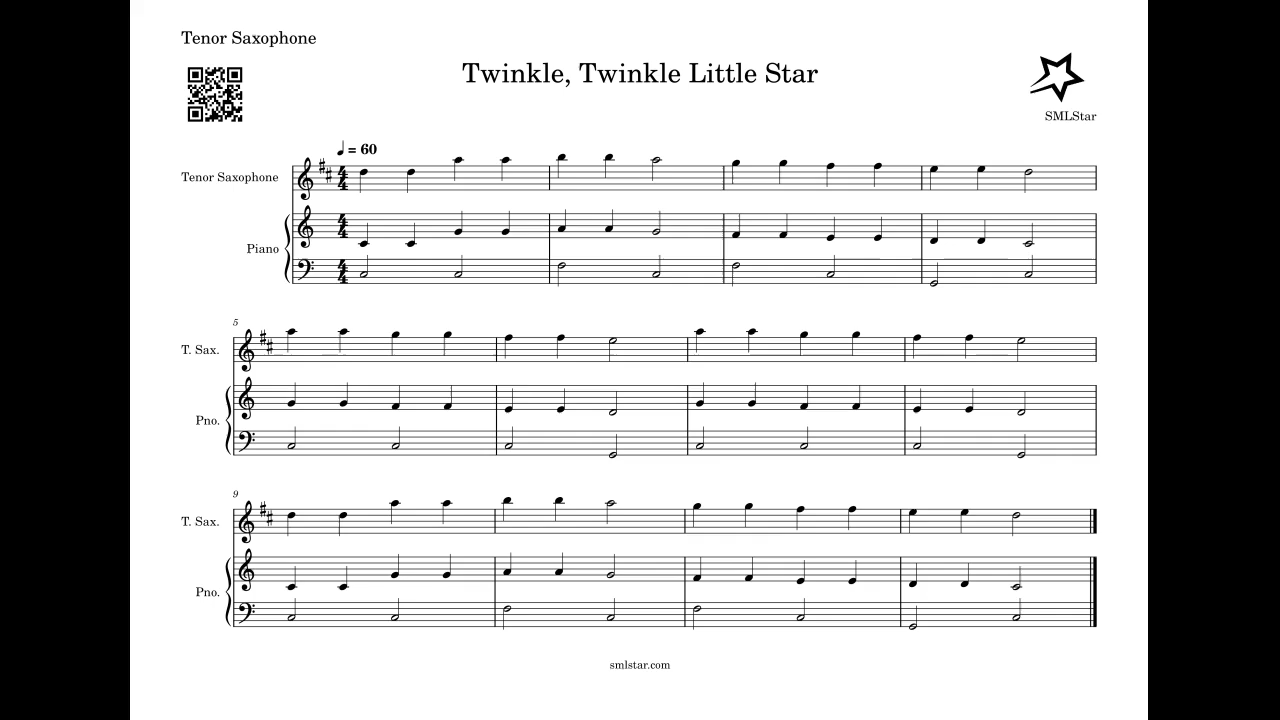 Tenor Saxophone
Twinkle, Twinkle Little Star
SMLStar
♩ = 60
Tenor Saxophone
Piano
5
T. Sax.
Pno.
9
T. Sax.
Pno.
smlstar.com